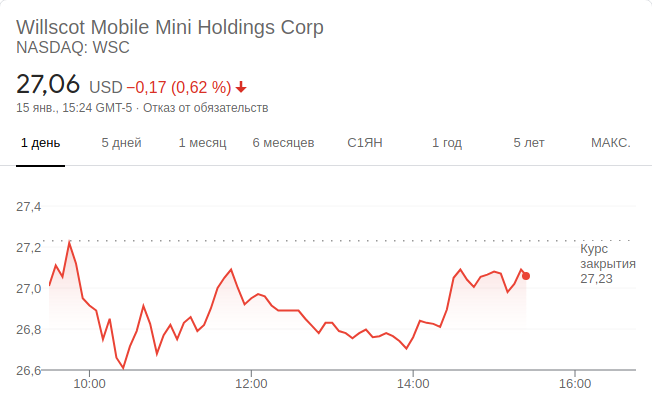 Willscot Mobile Mini Holdings Corp
NASDAQ: WSC
27,06 USD −0,17 (0,62 %)
15 янв., 15:24 GMT-5 · Отказ от обязательств
1 день 5 дней 1 месяц 6 месяцев С1ЯН 1 год 5 лет МАКС.
27,4
27,2
27,0
26,8
26,6
Курс
закрытия
27,23
10:00 12:00 14:00 16:00